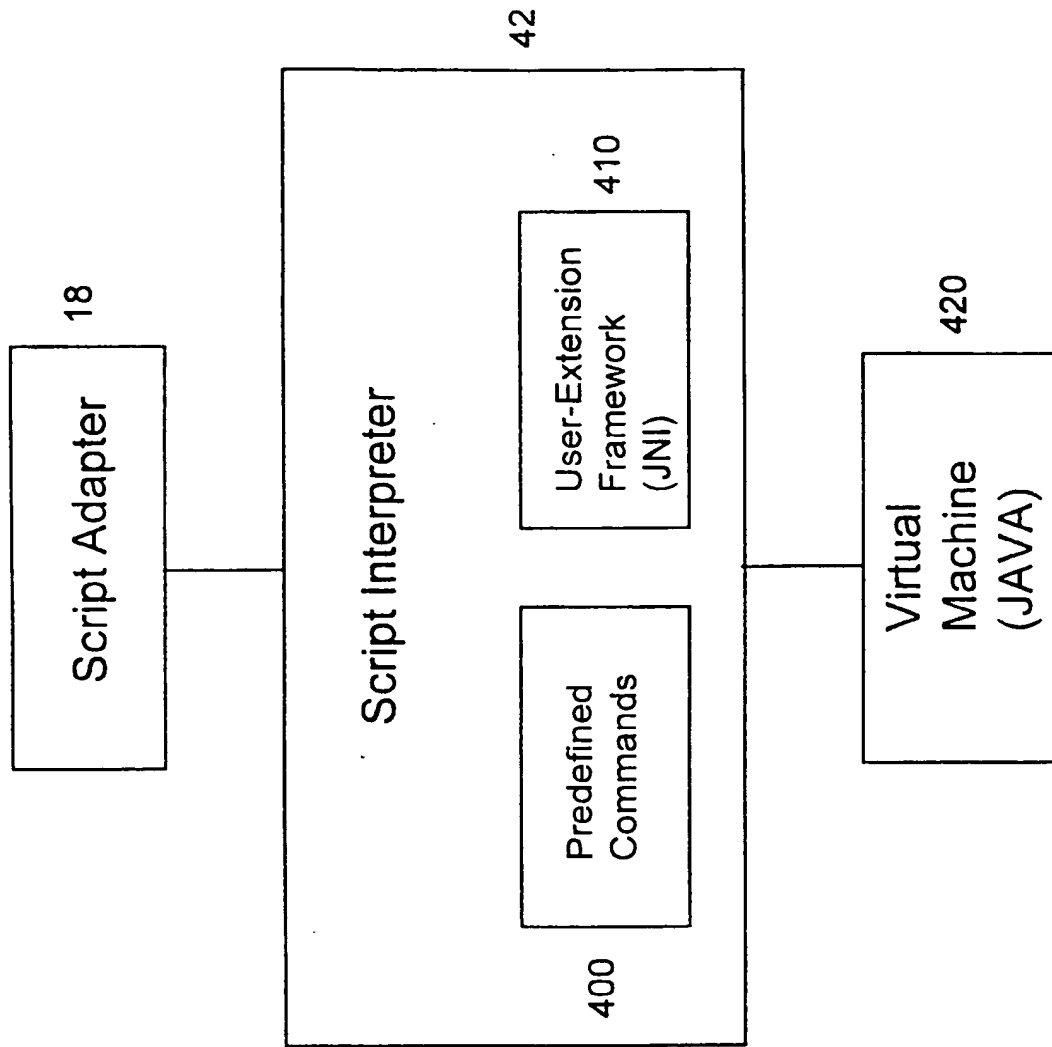 Script Adapter
18
Script Interpreter
42
400
Predefined
Commands
User-Extension
Framework
(JNI)
410
Virtual
Machine
(JAVA)
420